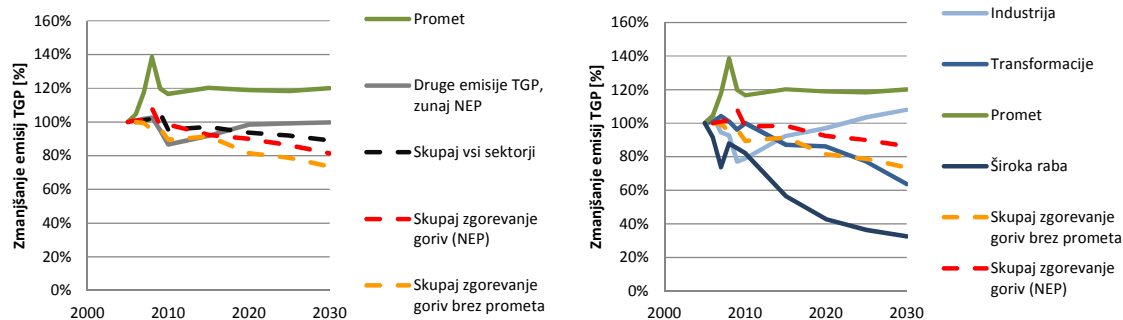 Zmanjšanje emisij TGP [%]
160%
140%
120%
100%
80%
60%
40%
20%
0%
2000
2010
2020
2030
Promet
Druge emisije TGP,
zunaj NEP
Skupaj vsi sektorji
Skupaj zgorevanje
goriv (NEP)
Skupaj zgorevanje
goriv brez prometa
Zmanjšanje emisij TGP [%]
160%
140%
120%
100%
80%
60%
40%
20%
0%
2000
2010
2020
2030
Industrija
Transformacije
Promet
Široka raba
Skupaj zgorevanje
goriv brez prometa
Skupaj zgorevanje
goriv (NEP)